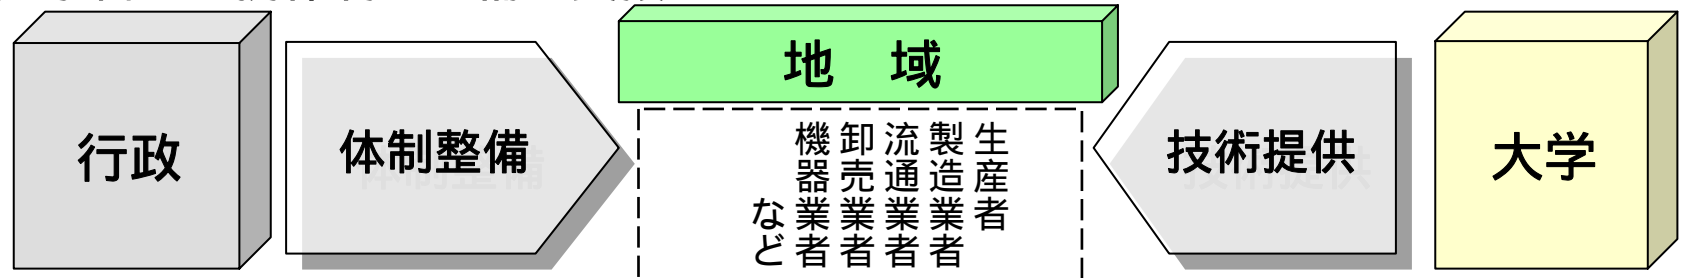 行政
体制整備
地 域
生産者
製造業者
流通業者
卸売業者
機器業者
など
技術提供
大学